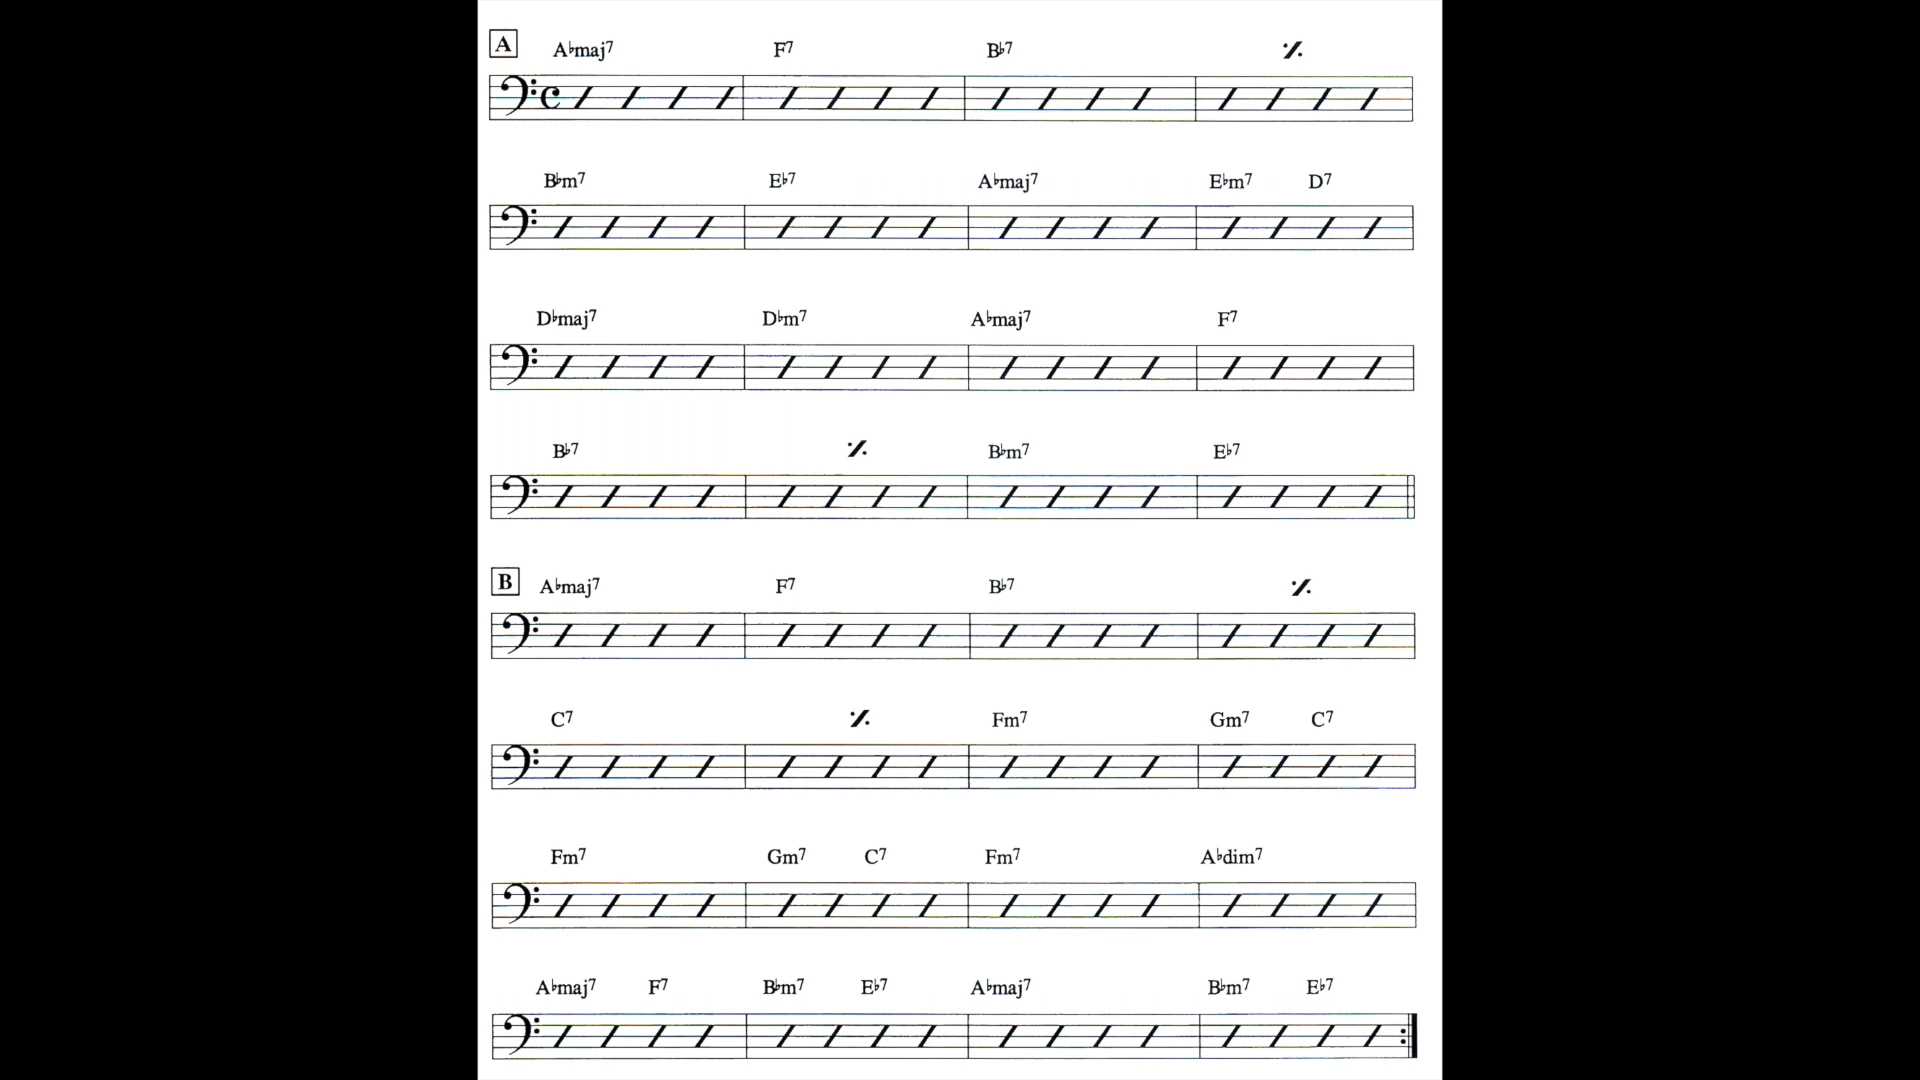 A A♭maj7 F7 B♭7 𝄎
B♭m7 E♭7 A♭maj7 E♭m7 D7
D♭maj7 D♭m7 A♭maj7 F7
B♭7 𝄎 B♭m7 E♭7
B A♭maj7 F7 B♭7 𝄎
C7 𝄎 Fm7 Gm7 C7
Fm7 Gm7 C7 Fm7 A♭dim7
A♭maj7 F7 B♭m7 E♭7 A♭maj7 B♭m7 E♭7